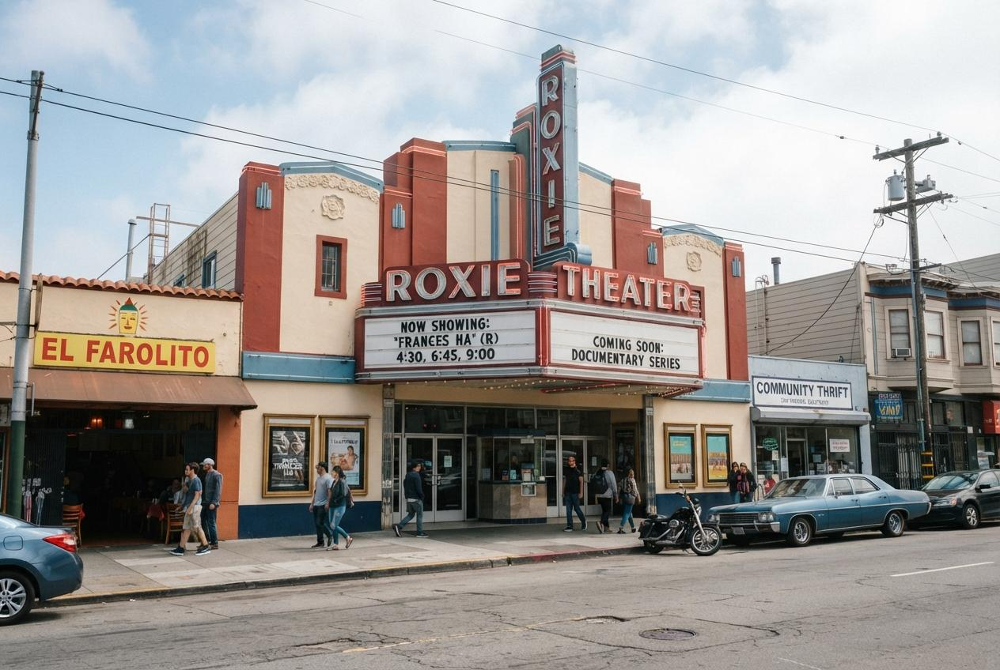 ROXIE
ROXIE THEATER
NOW SHOWING:
"FRANCES HA" (R)
4:30, 6:45, 9:00
COMING SOON:
DOCUMENTARY SERIES
EL FAROLITO
COMMUNITY THRIFT